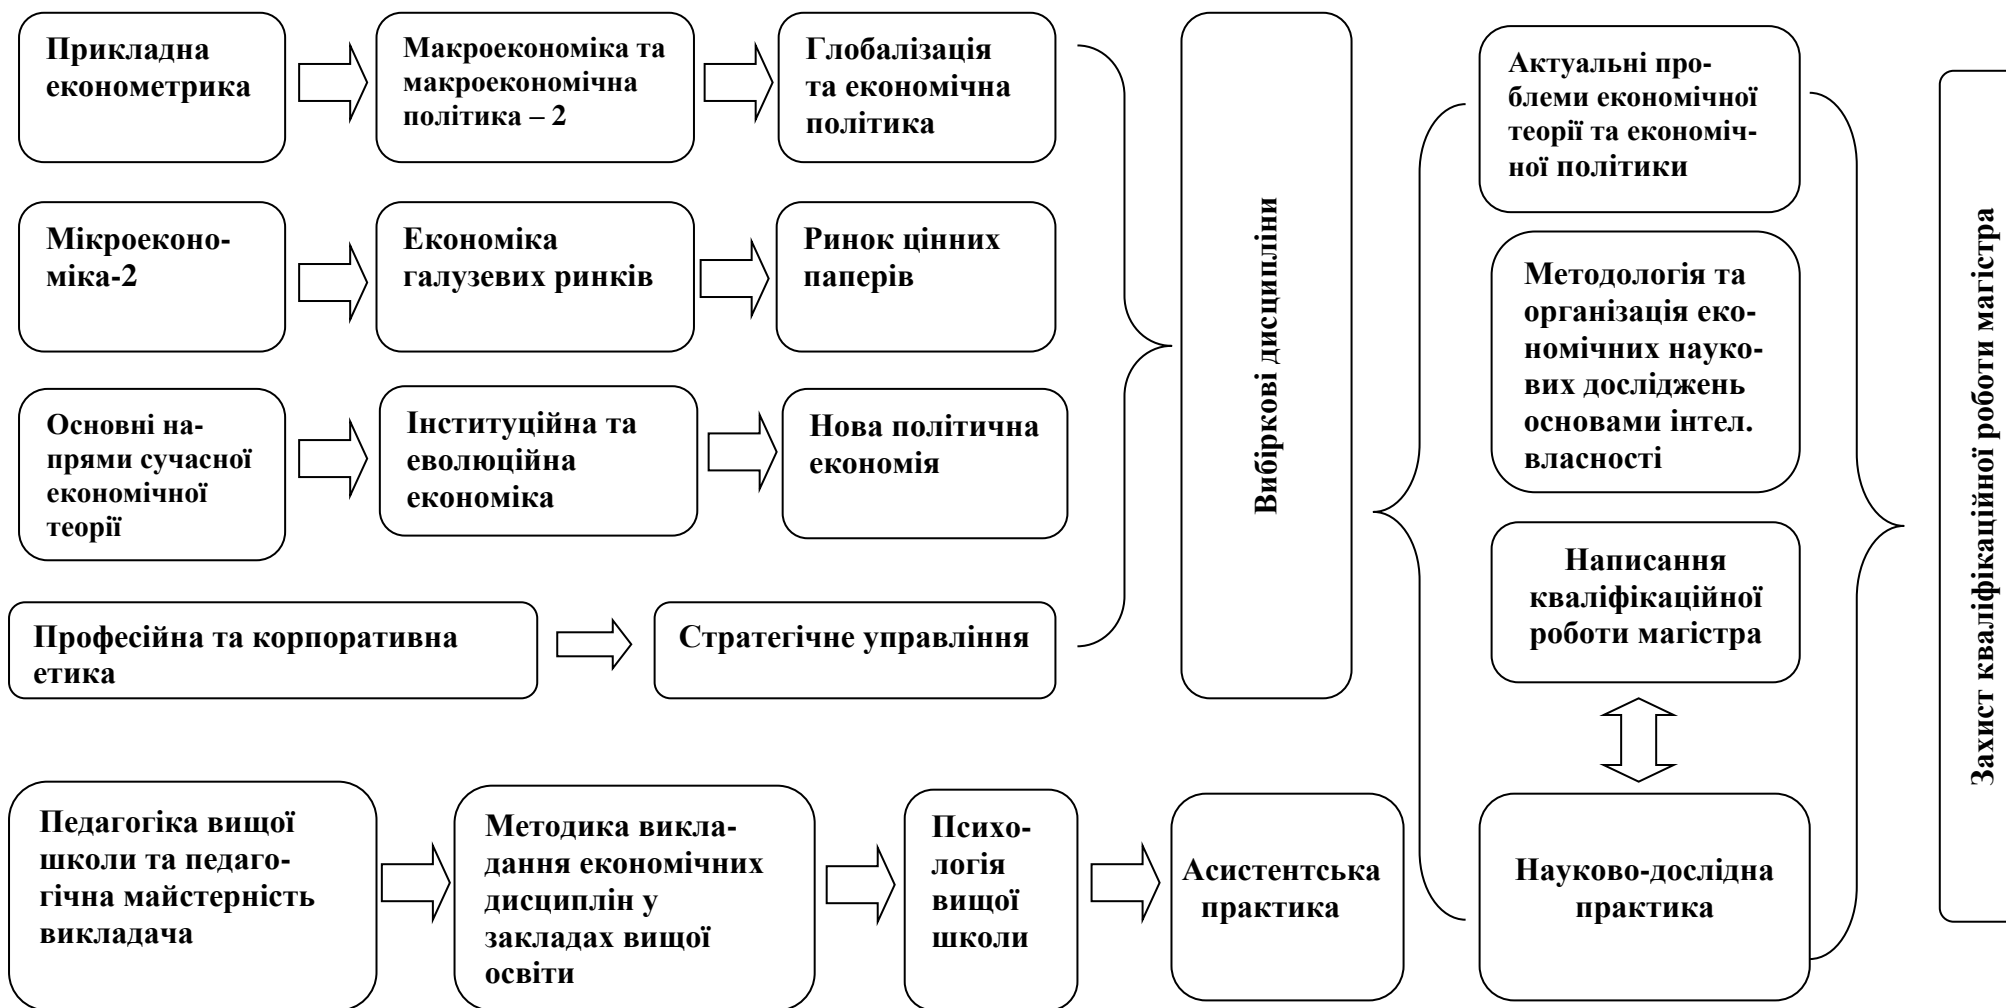 Прикладна
економетрика
Макроекономіка та
макроекономічна
політика – 2
Глобалізація
та економічна
політика
Мікроеконо-
міка-2
Економіка
галузевих ринків
Ринок цінних
паперів
Основні на-
прями сучасної
економічної
теорії
Інституційна та
еволюційна
економіка
Нова політична
економія
Професійна та корпоративна
етика
Стратегічне управління
Педагогіка вищої
школи та педаго-
гічна майстерність
викладача
Методика викла-
дання економічних
дисциплін у
закладах вищої
освіти
Психо-
логія
вищої
школи
Асистентська
практика
Вибіркові дисципліни
Актуальні про-
блеми економічної
теорії та економіч-
ної політики
Методологія та
організація еко-
номічних науко-
вих досліджень
основами інтел.
власності
Написання
кваліфікаційної
роботи магістра
Науково-дослідна
практика
Захист кваліфікаційної роботи магістра